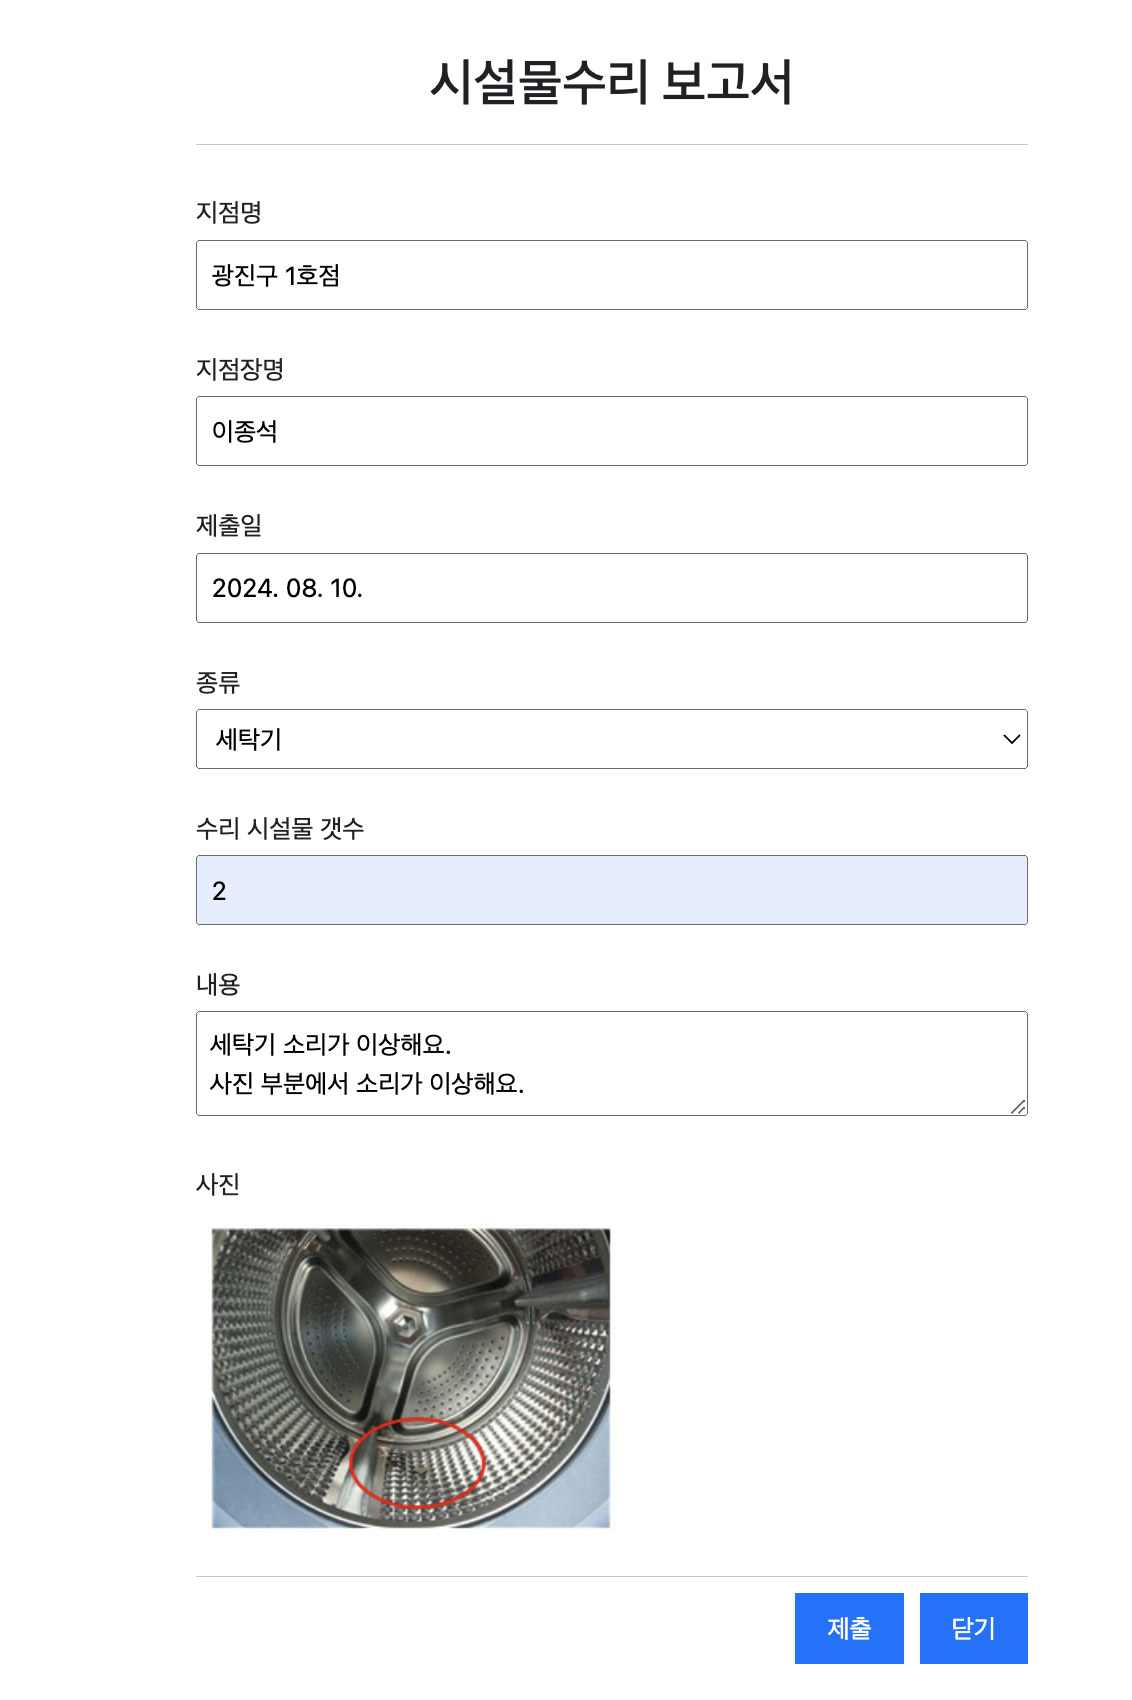 시설물수리 보고서
지점명
광진구 1호점
지점장명
이종석
제출일
2024. 08. 10.
종류
세탁기
수리 시설물 갯수
2
내용
세탁기 소리가 이상해요.
사진 부분에서 소리가 이상해요.
사진
제출 닫기